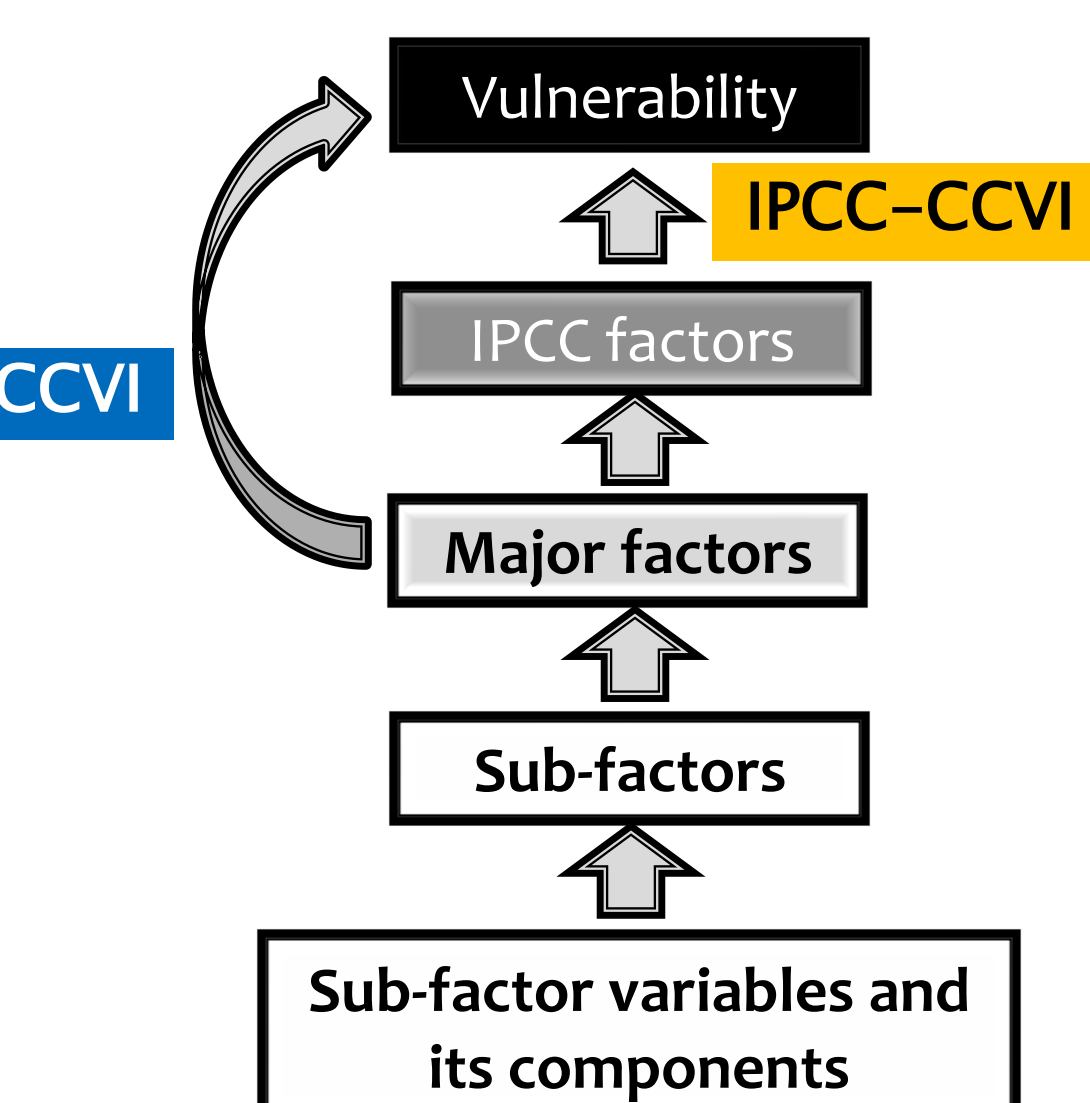 Vulnerability
IPCC–CCVI
IPCC factors
CCVI
Major factors
Sub-factors
Sub-factor variables and
its components